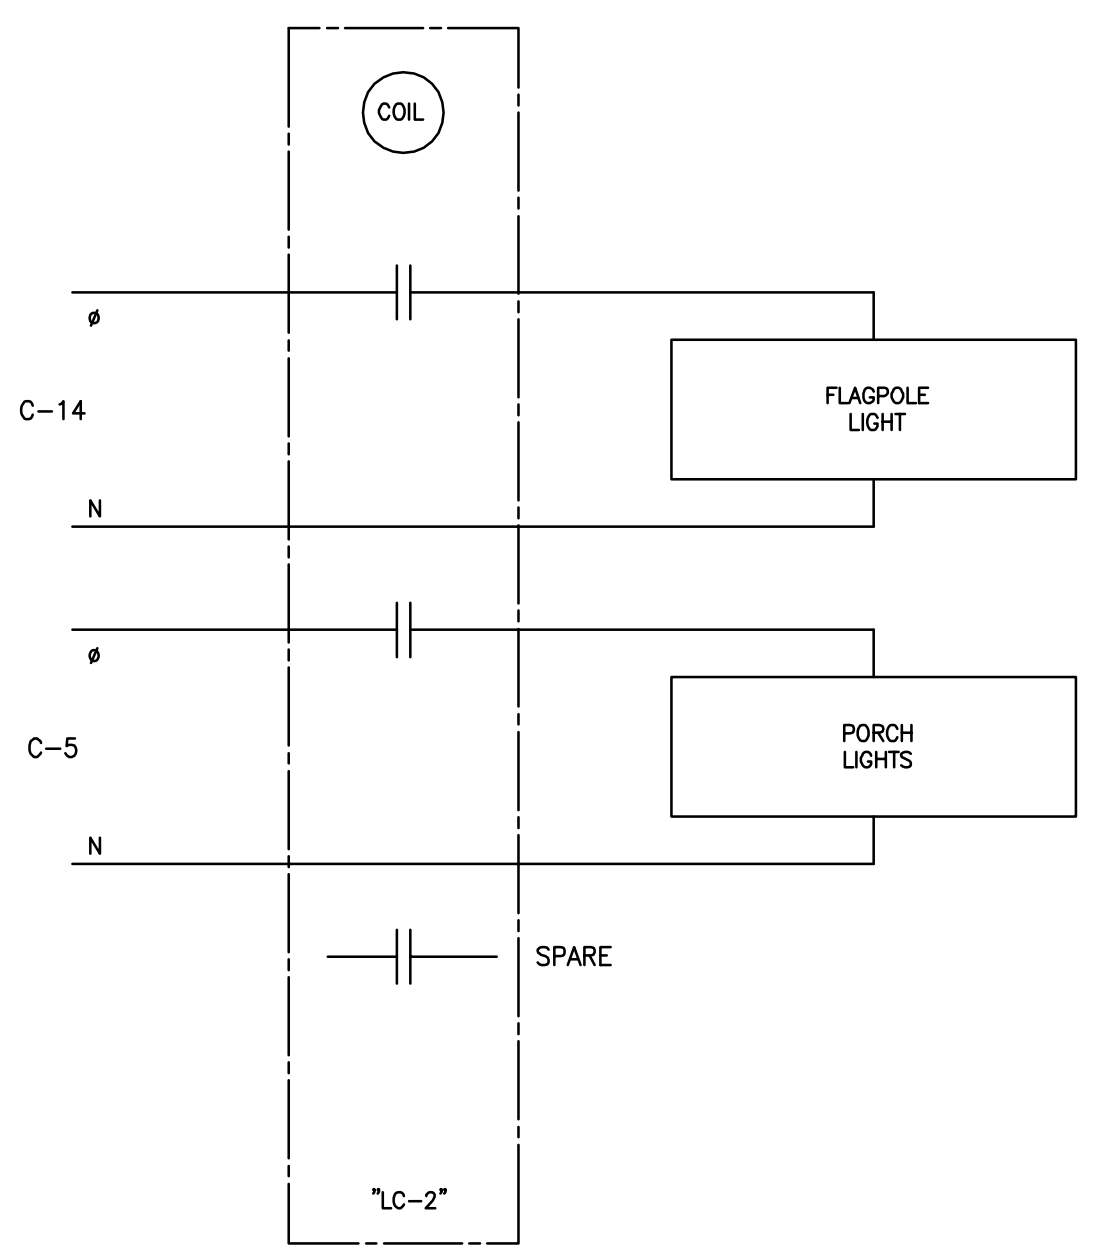 COIL
ø
C-14
FLAGPOLE
LIGHT
N
ø
C-5
PORCH
LIGHTS
N
SPARE
"LC-2"